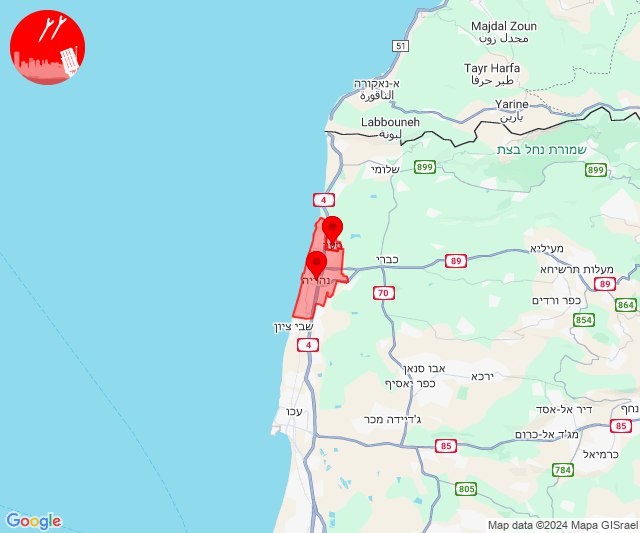 Majdal Zoun
مجدل زون
51
Tayr Harfa
طير حرفا
א-נאקורה
الناقورة
Yarine
يارين
Labbouneh
لبونة
שמורת נחל בצת
899
שלומי
899
4
כברי
89
מעיליא
מעלות תרשיחא
89
נהריה
70
כפר ורדים
864
854
שבי ציון
4
אבו סנאן
ירכא
כפר יאסיף
עכו
ג'דיידה מכר
דיר אל-אסד
נחף
85
מג'ד אל-כרום
85
כרמיאל
784
805
Google
Map data ©2024 Mapa GISrael